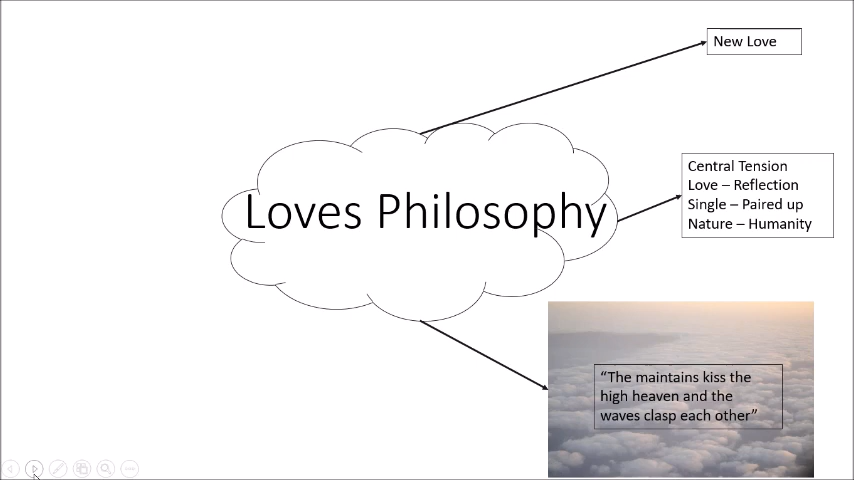 New Love
Central Tension
Love – Reflection
Single – Paired up
Nature – Humanity
Loves Philosophy
“The maintains kiss the
high heaven and the
waves clasp each other”